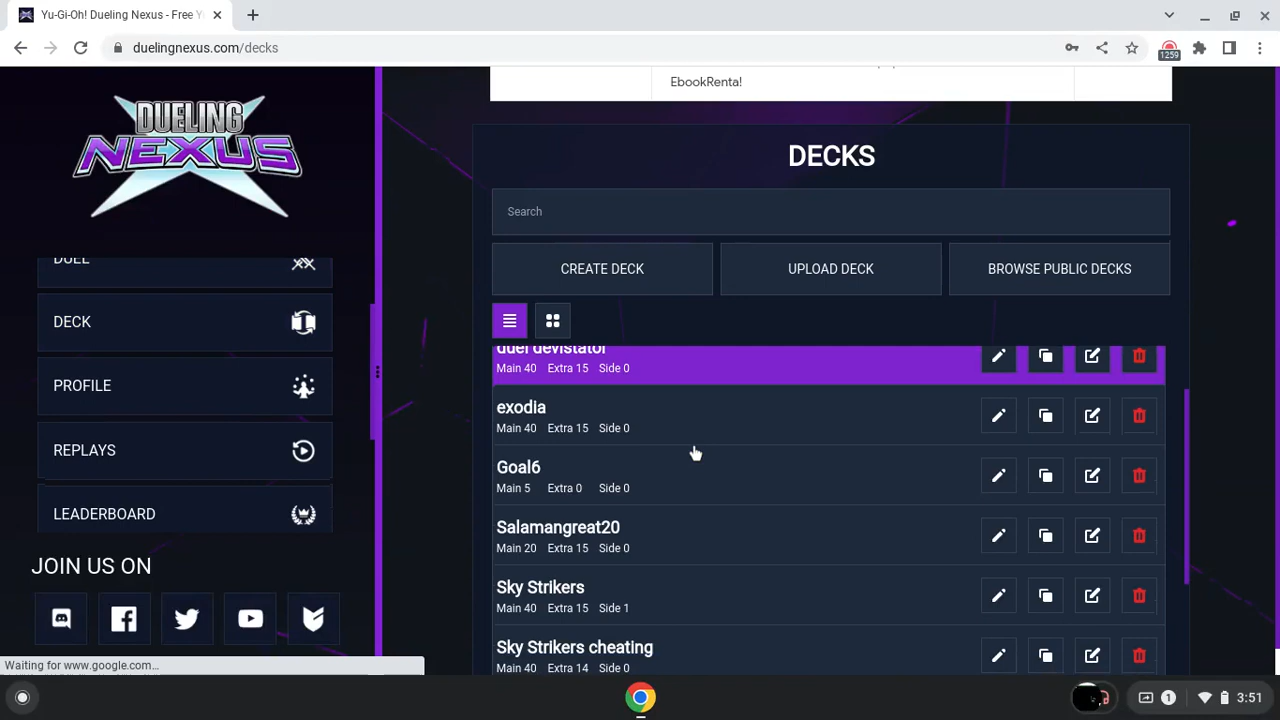 Yu-Gi-Oh! Dueling Nexus - Free Y
duelingnexus.com/decks
1259
EbookRenta!
DUELING
NEXUS
DUEL
DECK
PROFILE
REPLAYS
LEADERBOARD
JOIN US ON
DECKS
Search
CREATE DECK
UPLOAD DECK
BROWSE PUBLIC DECKS
duel devistator
Main 40 Extra 15 Side 0
exodia
Main 40 Extra 15 Side 0
Goal6
Main 5 Extra 0 Side 0
Salamangreat20
Main 20 Extra 15 Side 0
Sky Strikers
Main 40 Extra 15 Side 1
Sky Strikers cheating
Main 40 Extra 14 Side 0
Waiting for www.google.com...
1
3:51